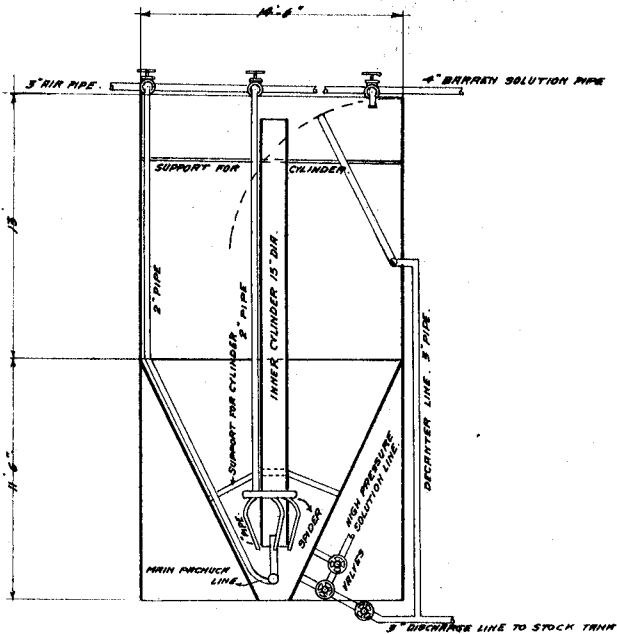 14'-6"
3" AIR PIPE.
4" BARREN SOLUTION PIPE
SUPPORT FOR CYLINDER.
13'
2" PIPE
2" PIPE
INNER CYLINDER 15" DIA.
SUPPORT FOR CYLINDER
DECANTER LINE. 3" PIPE.
11'-6"
HIGH PRESSURE
SOLUTION LINE.
1" PIPE.
SPIDER
VALVES
MAIN PACHUCA
LINE
DISCHARGE LINE TO STOCK TANK